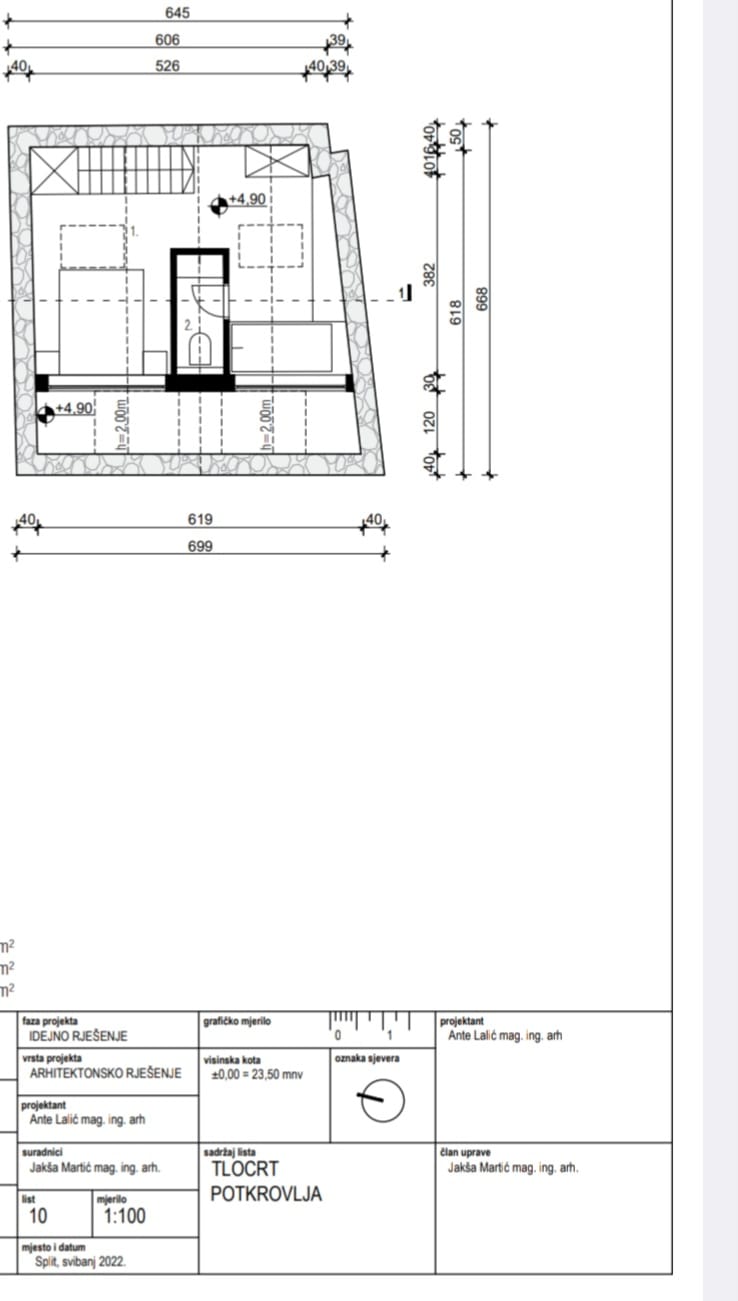 645
606 39
40 526 40 39
40 16 40
50
+4,90
1.
382
618
668
1
2.
30
+4,90
h=2,00m
h=2,00m
120
40
40 619 40
699
m²
m²
m²
faza projekta
IDEJNO RJEŠENJE
grafičko mjerilo
0 1
projektant
Ante Lalić mag. ing. arh
vrsta projekta
ARHITEKTONSKO RJEŠENJE
visinska kota
±0,00 = 23,50 mnv
oznaka sjevera
projektant
Ante Lalić mag. ing. arh
suradnici
Jakša Martić mag. ing. arh.
sadržaj lista
TLOCRT
POTKROVLJA
član uprave
Jakša Martić mag. ing. arh.
list
10
mjerilo
1:100
mjesto i datum
Split, svibanj 2022.